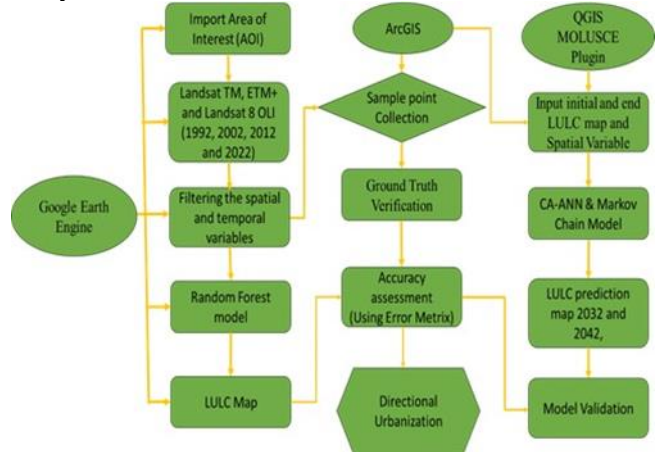 Import Area of
Interest (AOI)
Landsat TM, ETM+
and Landsat 8 OLI
(1992, 2002, 2012
and 2022)
Google Earth
Engine
Filtering the spatial
and temporal
variables
Random Forest
model
LULC Map
ArcGIS
Sample point
Collection
Ground Truth
Verification
Accuracy
assessment
(Using Error Metrix)
Directional
Urbanization
QGIS
MOLUSCE
Plugin
Input initial and end
LULC map and
Spatial Variable
CA-ANN & Markov
Chain Model
LULC prediction
map 2032 and
2042,
Model Validation